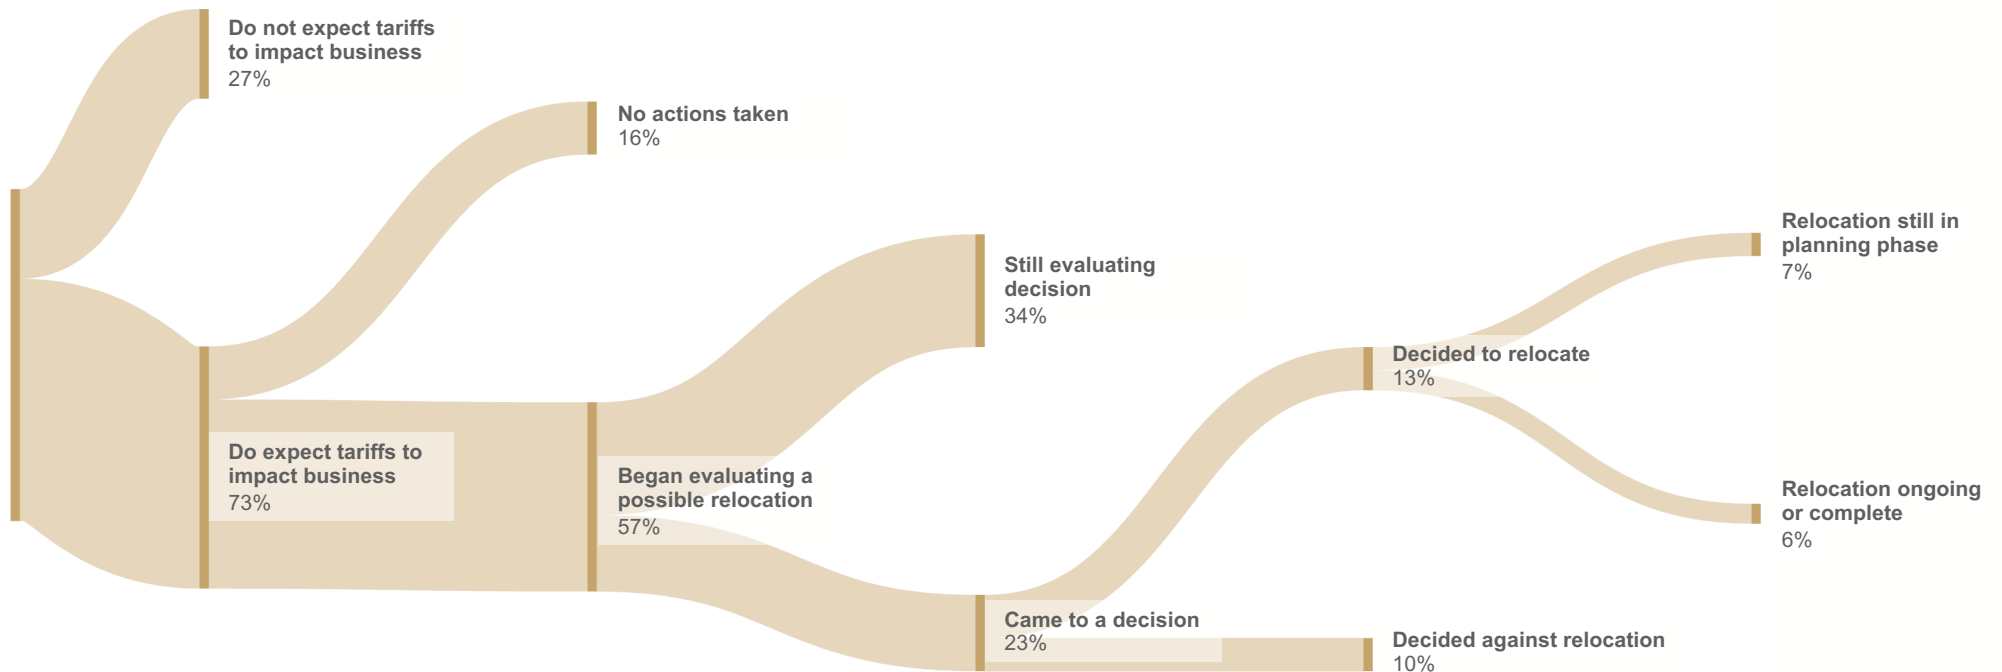 Do not expect tariffs
to impact business
27%
No actions taken
16%
Do expect tariffs to
impact business
73%
Began evaluating a
possible relocation
57%
Still evaluating
decision
34%
Came to a decision
23%
Decided to relocate
13%
Decided against relocation
10%
Relocation still in
planning phase
7%
Relocation ongoing
or complete
6%